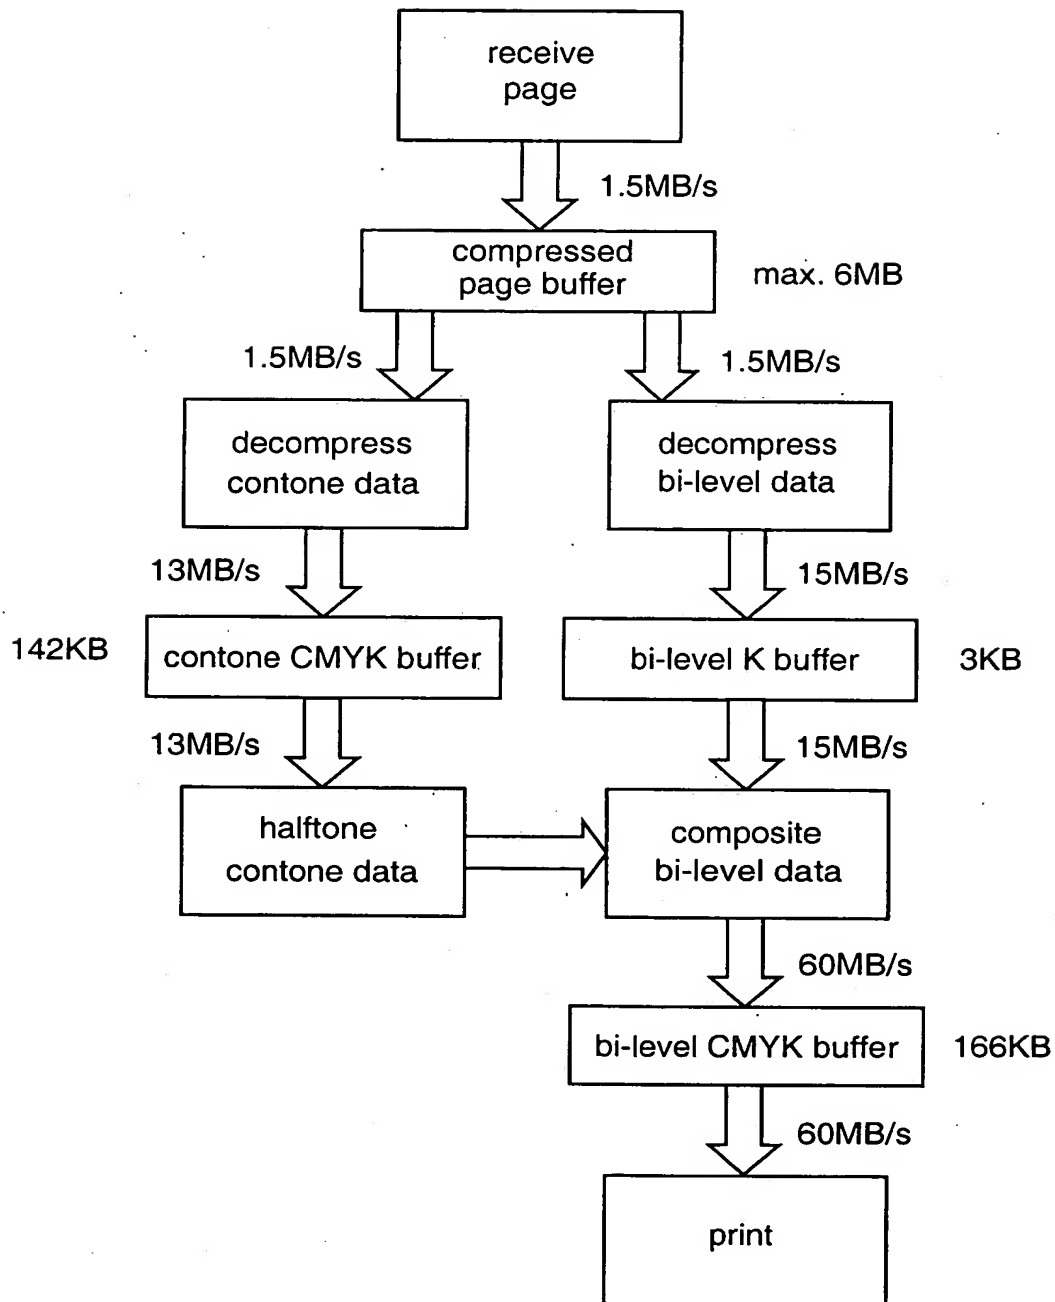 receive
page
1.5MB/s
compressed
page buffer
max. 6MB
1.5MB/s
1.5MB/s
decompress
contone data
decompress
bi-level data
13MB/s
15MB/s
142KB
contone CMYK buffer
bi-level K buffer
3KB
13MB/s
15MB/s
halftone
contone data
composite
bi-level data
60MB/s
bi-level CMYK buffer
166KB
60MB/s
print